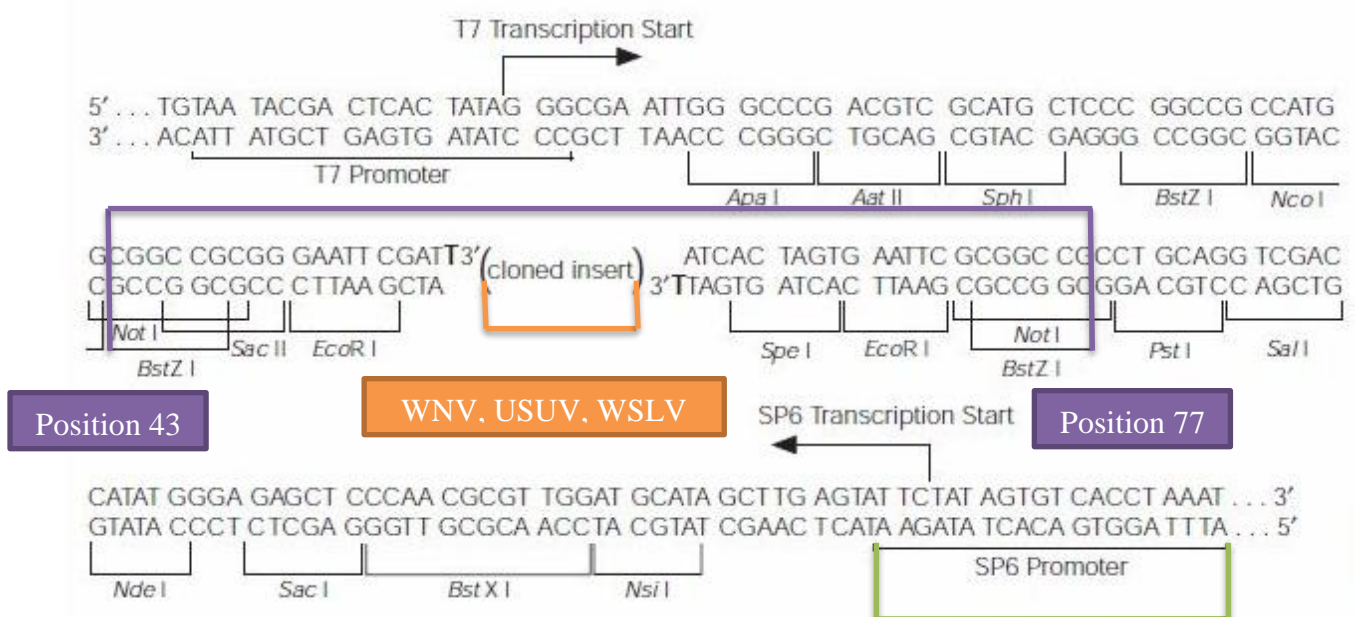 T7 Transcription Start
5′ . . . TGTAA TACGA CTCAC TATAG GGCGA ATTGG GCCCG ACGTC GCATG CTCCC GGCCG CCATG
3′ . . . ACATT ATGCT GAGTG ATATC CCGCT TAACC CGGGC TGCAG CGTAC GAGGG CCGGC GGTAC
T7 Promoter
Apa I Aat II Sph I BstZ I Nco I
GCGGC CGCGG GAATT CGATT3′ (cloned insert) ATCAC TAGTG AATTC GCGGC CGCCT GCAGG TCGAC
CGCCG GCGCC CTTAA GCTA 3′TTAGTG ATCAC TTAAG CGCCG GCGGA CGTCC AGCTG
Not I Sac II EcoR I Spe I EcoR I Not I Pst I Sal I
BstZ I BstZ I
Position 43 WNV, USUV, WSLV SP6 Transcription Start Position 77
CATAT GGGA GAGCT CCCAA CGCGT TGGAT GCATA GCTTG AGTAT TCTAT AGTGT CACCT AAAT . . . 3′
GTATA CCCT CTCGAG GGTT GCGCA ACCTA CGTAT CGAACT CATA AGATA TCACA GTGGA TTTA . . . 5′
Nde I Sac I BstX I Nsi I SP6 Promoter